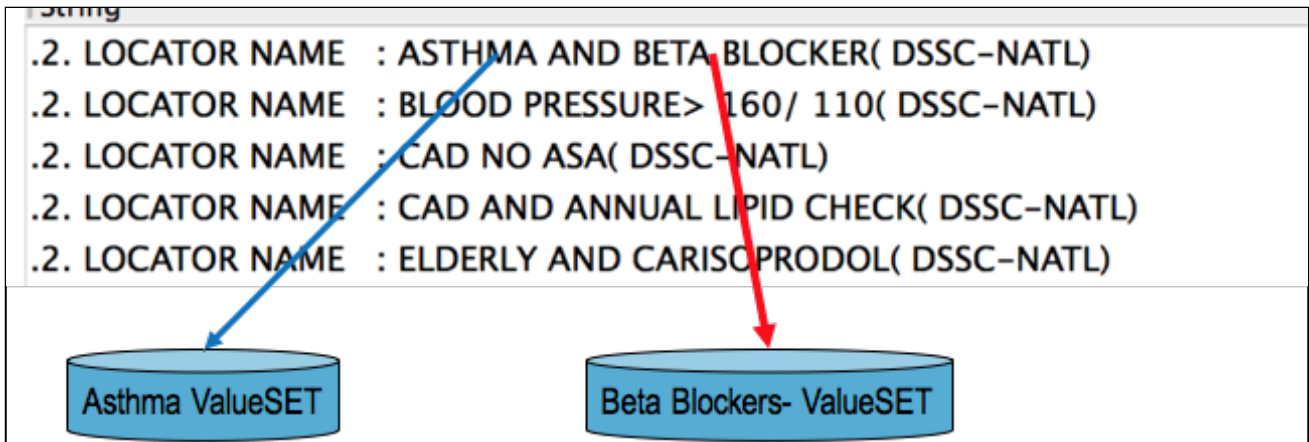 String
.2. LOCATOR NAME : ASTHMA AND BETA BLOCKER( DSSC-NATL)
.2. LOCATOR NAME : BLOOD PRESSURE> 160/ 110( DSSC-NATL)
.2. LOCATOR NAME : CAD NO ASA( DSSC-NATL)
.2. LOCATOR NAME : CAD AND ANNUAL LIPID CHECK( DSSC-NATL)
.2. LOCATOR NAME : ELDERLY AND CARISOPRODOL( DSSC-NATL)
Asthma ValueSET
Beta Blockers- ValueSET